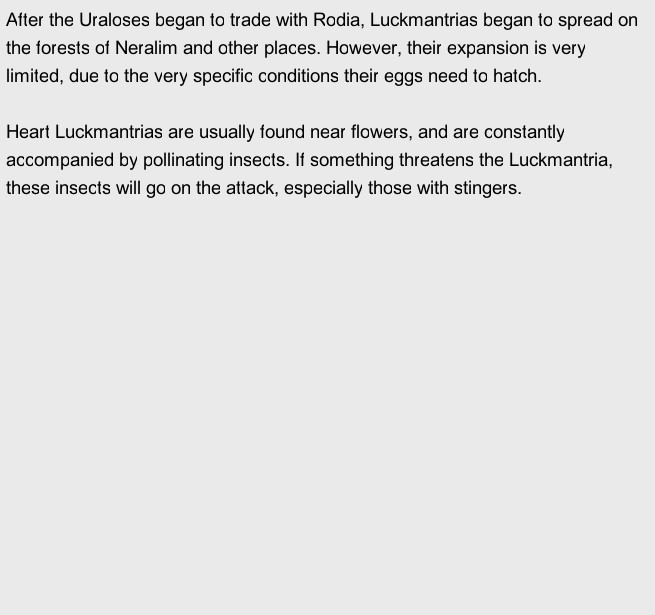 After the Uraloses began to trade with Rodia, Luckmantrias began to spread on
the forests of Neralim and other places. However, their expansion is very
limited, due to the very specific conditions their eggs need to hatch.
Heart Luckmantrias are usually found near flowers, and are constantly
accompanied by pollinating insects. If something threatens the Luckmantria,
these insects will go on the attack, especially those with stingers.